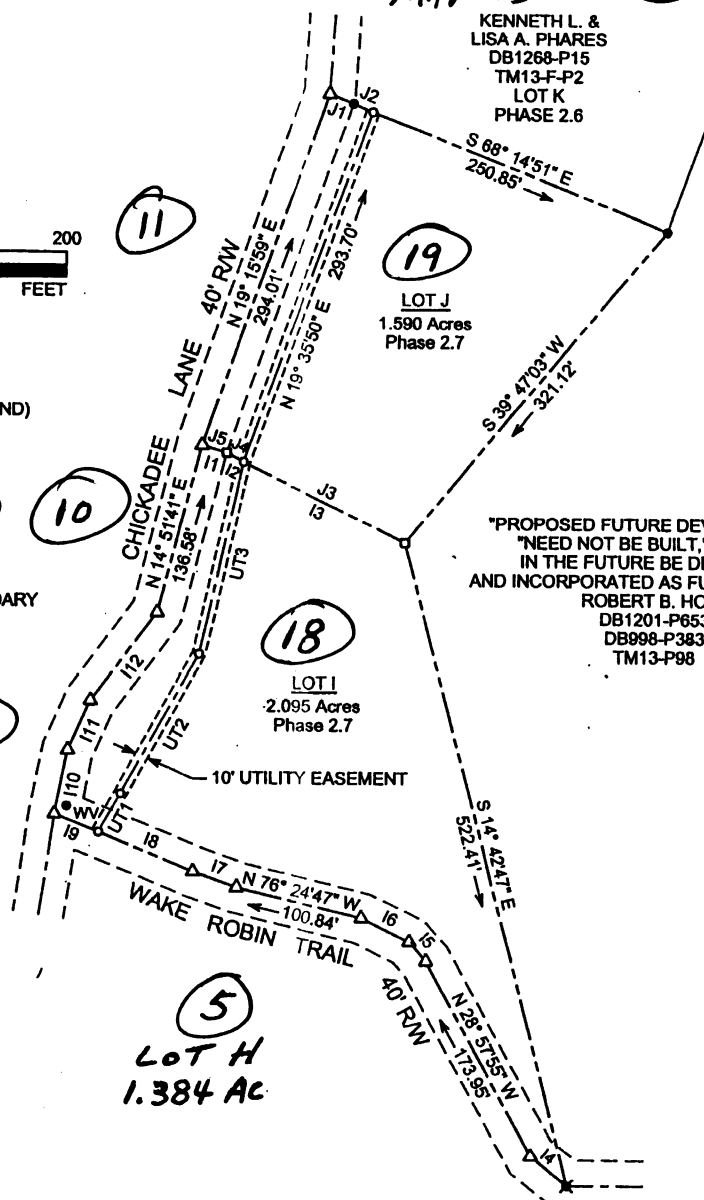 KENNETH L. &
LISA A. PHARES
DB1268-P15
TM13-F-P2
LOT K
PHASE 2.6
J1
J2
S 68° 14'51" E
250.85'
11
200
FEET
40' R/W
N 19° 15'59" E
294.01'
293.70'
N 19° 35'50" E
19
LOT J
1.590 Acres
Phase 2.7
S 39° 47'03" W
321.12'
CHICKADEE LANE
ND)
J5
J4
I1
I2
J3
I3
10
N 14° 51'41" E
136.58'
UT3
"PROPOSED FUTURE DEV
"NEED NOT BE BUILT,"
IN THE FUTURE BE DE
AND INCORPORATED AS FU
ROBERT B. HO
DB1201-P653
DB998-P383
TM13-P98
DARY
18
LOT I
2.095 Acres
Phase 2.7
I12
I11
UT2
10' UTILITY EASEMENT
I10
WV
UT1
I9
I8
I7
N 76° 24'47" W
100.84'
I6
I5
S 14° 42'47" E
522.41'
WAKE ROBIN TRAIL
40' R/W
N 28° 57'55" W
173.95'
5
LOT H
1.384 AC
I4